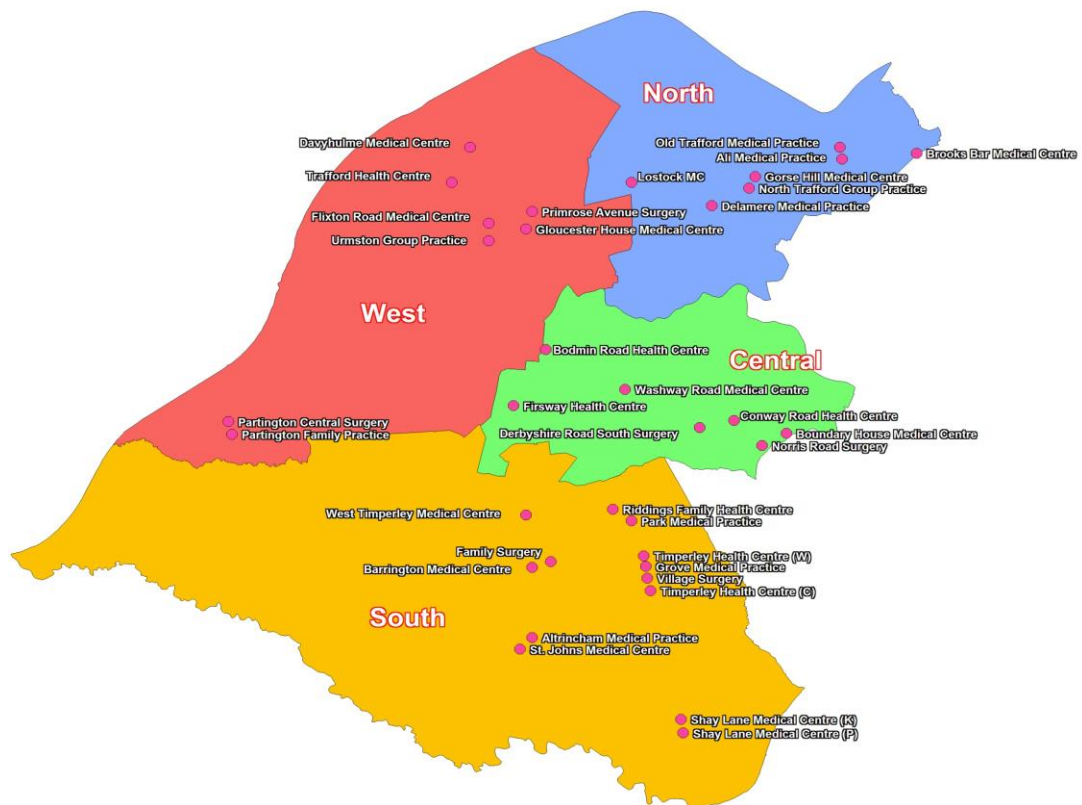 North
Davyhulme Medical Centre
Old Trafford Medical Practice
Ali Medical Practice
Brooks Bar Medical Centre
Trafford Health Centre
Lostock MC
Gorse Hill Medical Centre
North Trafford Group Practice
Delamere Medical Practice
Primrose Avenue Surgery
Flixton Road Medical Centre
Gloucester House Medical Centre
Urmston Group Practice
West
Bodmin Road Health Centre
Central
Washway Road Medical Centre
Firsway Health Centre
Conway Road Health Centre
Partington Central Surgery
Derbyshire Road South Surgery
Partington Family Practice
Boundary House Medical Centre
Norris Road Surgery
West Timperley Medical Centre
Riddings Family Health Centre
Park Medical Practice
Family Surgery
Timperley Health Centre (W)
Barrington Medical Centre
Grove Medical Practice
Village Surgery
Timperley Health Centre (C)
South
Altrincham Medical Practice
St. Johns Medical Centre
Shay Lane Medical Centre (K)
Shay Lane Medical Centre (P)